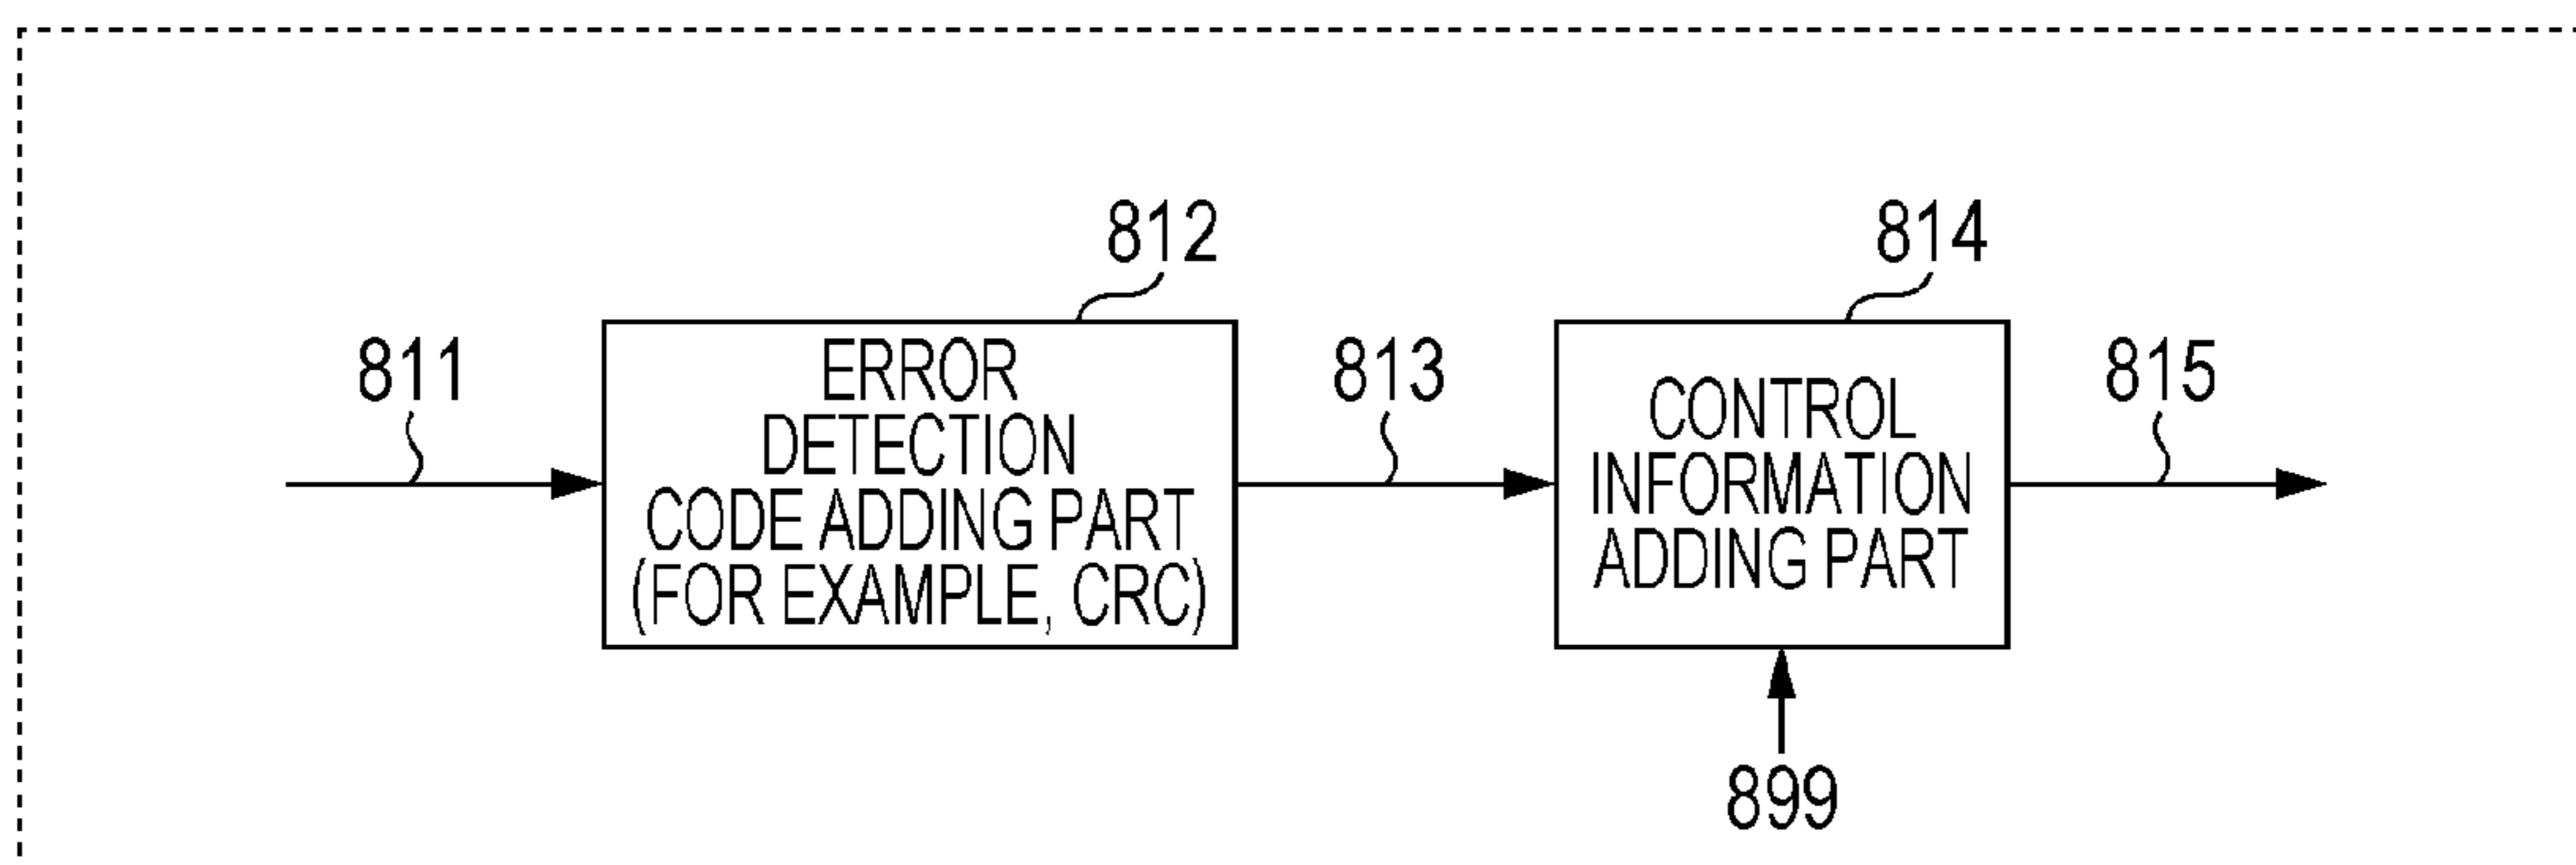 812
814
811
ERROR
DETECTION
CODE ADDING PART
(FOR EXAMPLE, CRC)
813
CONTROL
INFORMATION
ADDING PART
815
899